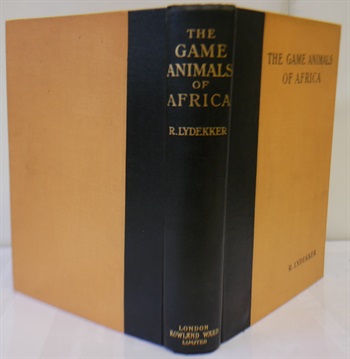 THE
GAME
ANIMALS
OF
AFRICA
R. LYDEKKER
LONDON
ROWLAND WARD
LIMITED
THE GAME ANIMALS
OF AFRICA
R. LYDEKKER